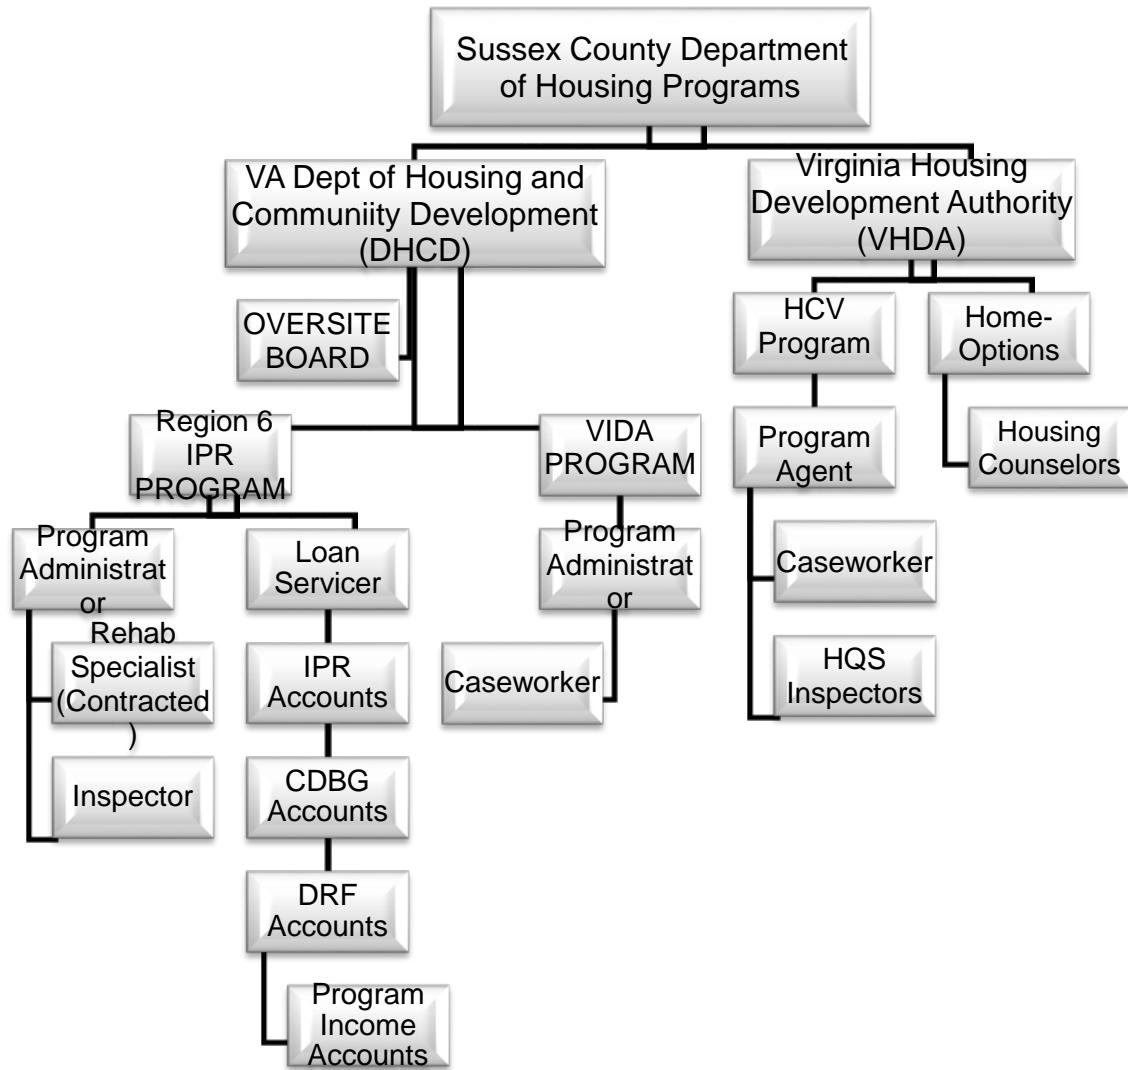 Sussex County Department
of Housing Programs
VA Dept of Housing and
Communiity Development
(DHCD)
Virginia Housing
Development Authority
(VHDA)
OVERSITE
BOARD
HCV
Program
Home-
Options
Region 6
IPR
PROGRAM
VIDA
PROGRAM
Program
Agent
Housing
Counselors
Program
Administrat
or
Loan
Servicer
Program
Administrat
or
Caseworker
Rehab
Specialist
(Contracted
)
IPR
Accounts
Caseworker
HQS
Inspectors
Inspector
CDBG
Accounts
DRF
Accounts
Program
Income
Accounts